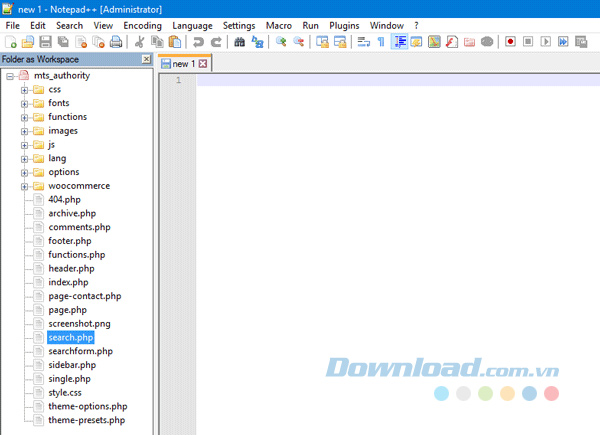 new 1 - Notepad++ [Administrator]
File Edit Search View Encoding Language Settings Macro Run Plugins Window ?
Folder as Workspace
new 1
1
mts_authority
css
fonts
functions
images
js
lang
options
woocommerce
404.php
archive.php
comments.php
footer.php
functions.php
header.php
index.php
page-contact.php
page.php
screenshot.png
search.php
searchform.php
sidebar.php
single.php
style.css
theme-options.php
theme-presets.php
Download.com.vn